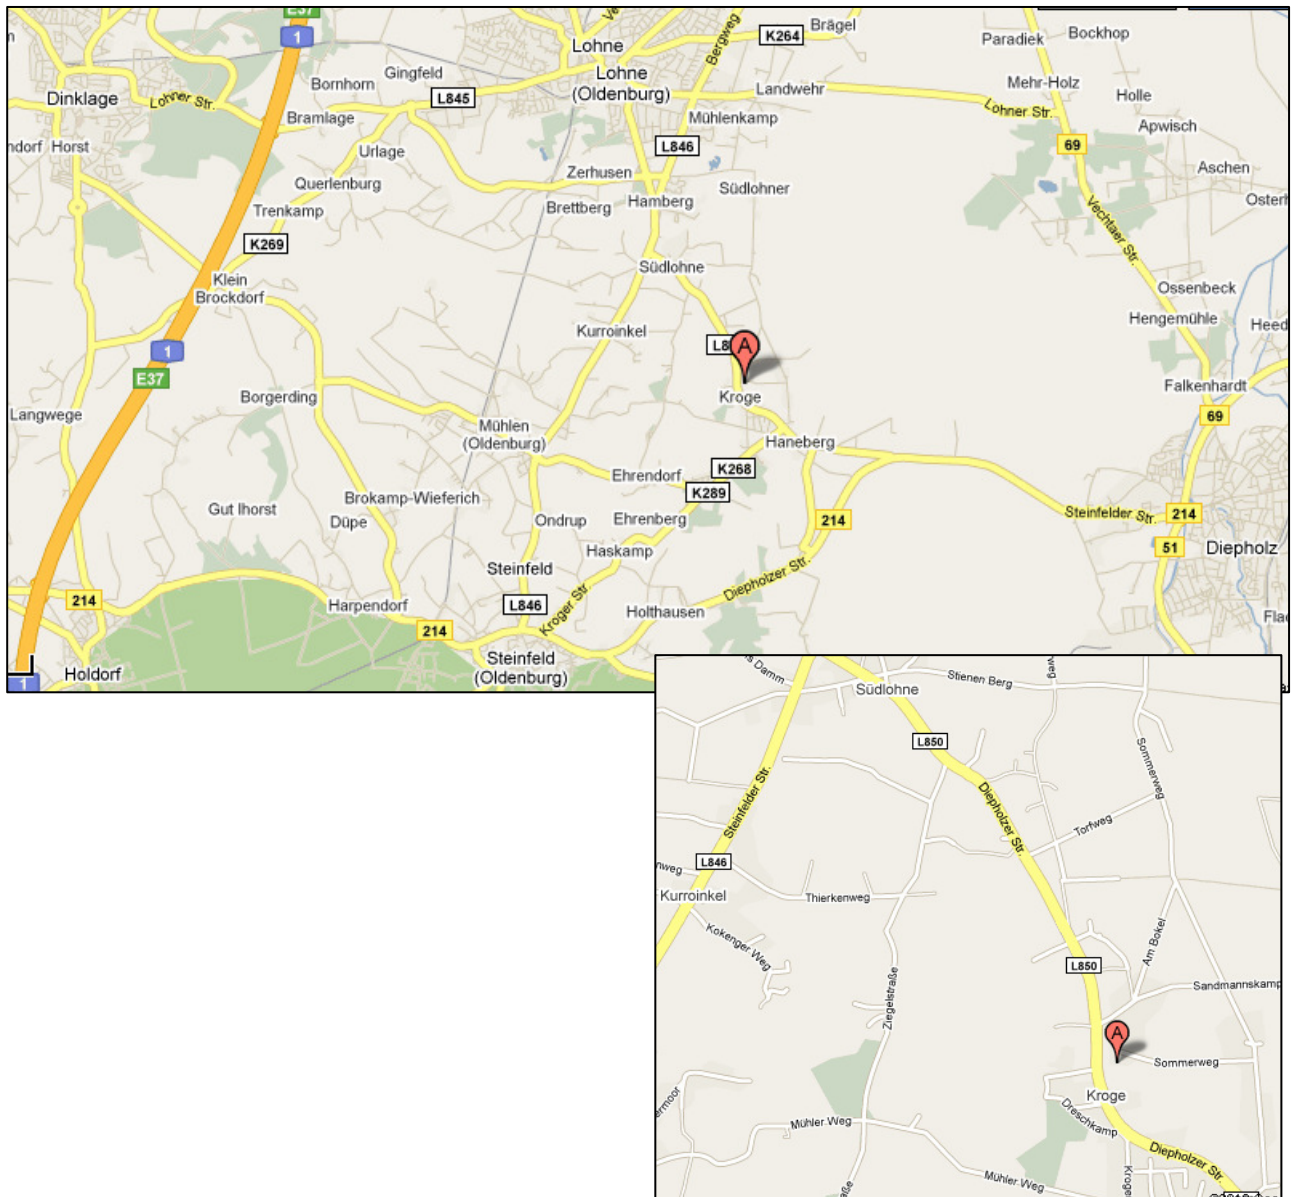 E37
1
Lohne
K264
Brägel
Bergweg
Paradiek
Bockhop
Gingfeld
Bornhorn
Lohne
(Oldenburg)
Mehr-Holz
Dinklage
Lohner Str.
L845
Landwehr
Holle
Lohner Str.
Bramlage
Mühlenkamp
Apwisch
Horst
Urlage
L846
69
Aschen
Querlenburg
Zerhusen
Südlohner
Trenkamp
Brettberg
Hamberg
Vechtaer Str.
K269
Südlohne
Klein
Brockdorf
Ossenbeck
Hengemühle
Kurroinkel
1
A
E37
Falkenhardt
Borgerding
Kroge
Langwege
69
Mühlen
(Oldenburg)
Haneberg
K268
Ehrendorf
K289
Brokamp-Wieferich
Gut Ihorst
Düpe
Ondrup
Ehrenberg
214
Steinfelder Str.
214
51
Diepholz
Haskamp
Steinfeld
Diepholzer Str.
214
Harpendorf
L846
Kroger Str
Holthausen
214
Steinfeld
(Oldenburg)
Holdorf
1
Damm
Südlohne
Stienen Berg
L850
Sommerweg
Steinfelder Str.
Diepholzer Str.
Torfweg
L846
Kurroinkel
Thierkenweg
Kokenger Weg
Am Bokel
L850
Ziegelstraße
Sandmannskamp
A
Sommerweg
Kroge
Dreschkamp
Mühler Weg
Diepholzer Str.
Mühler Weg